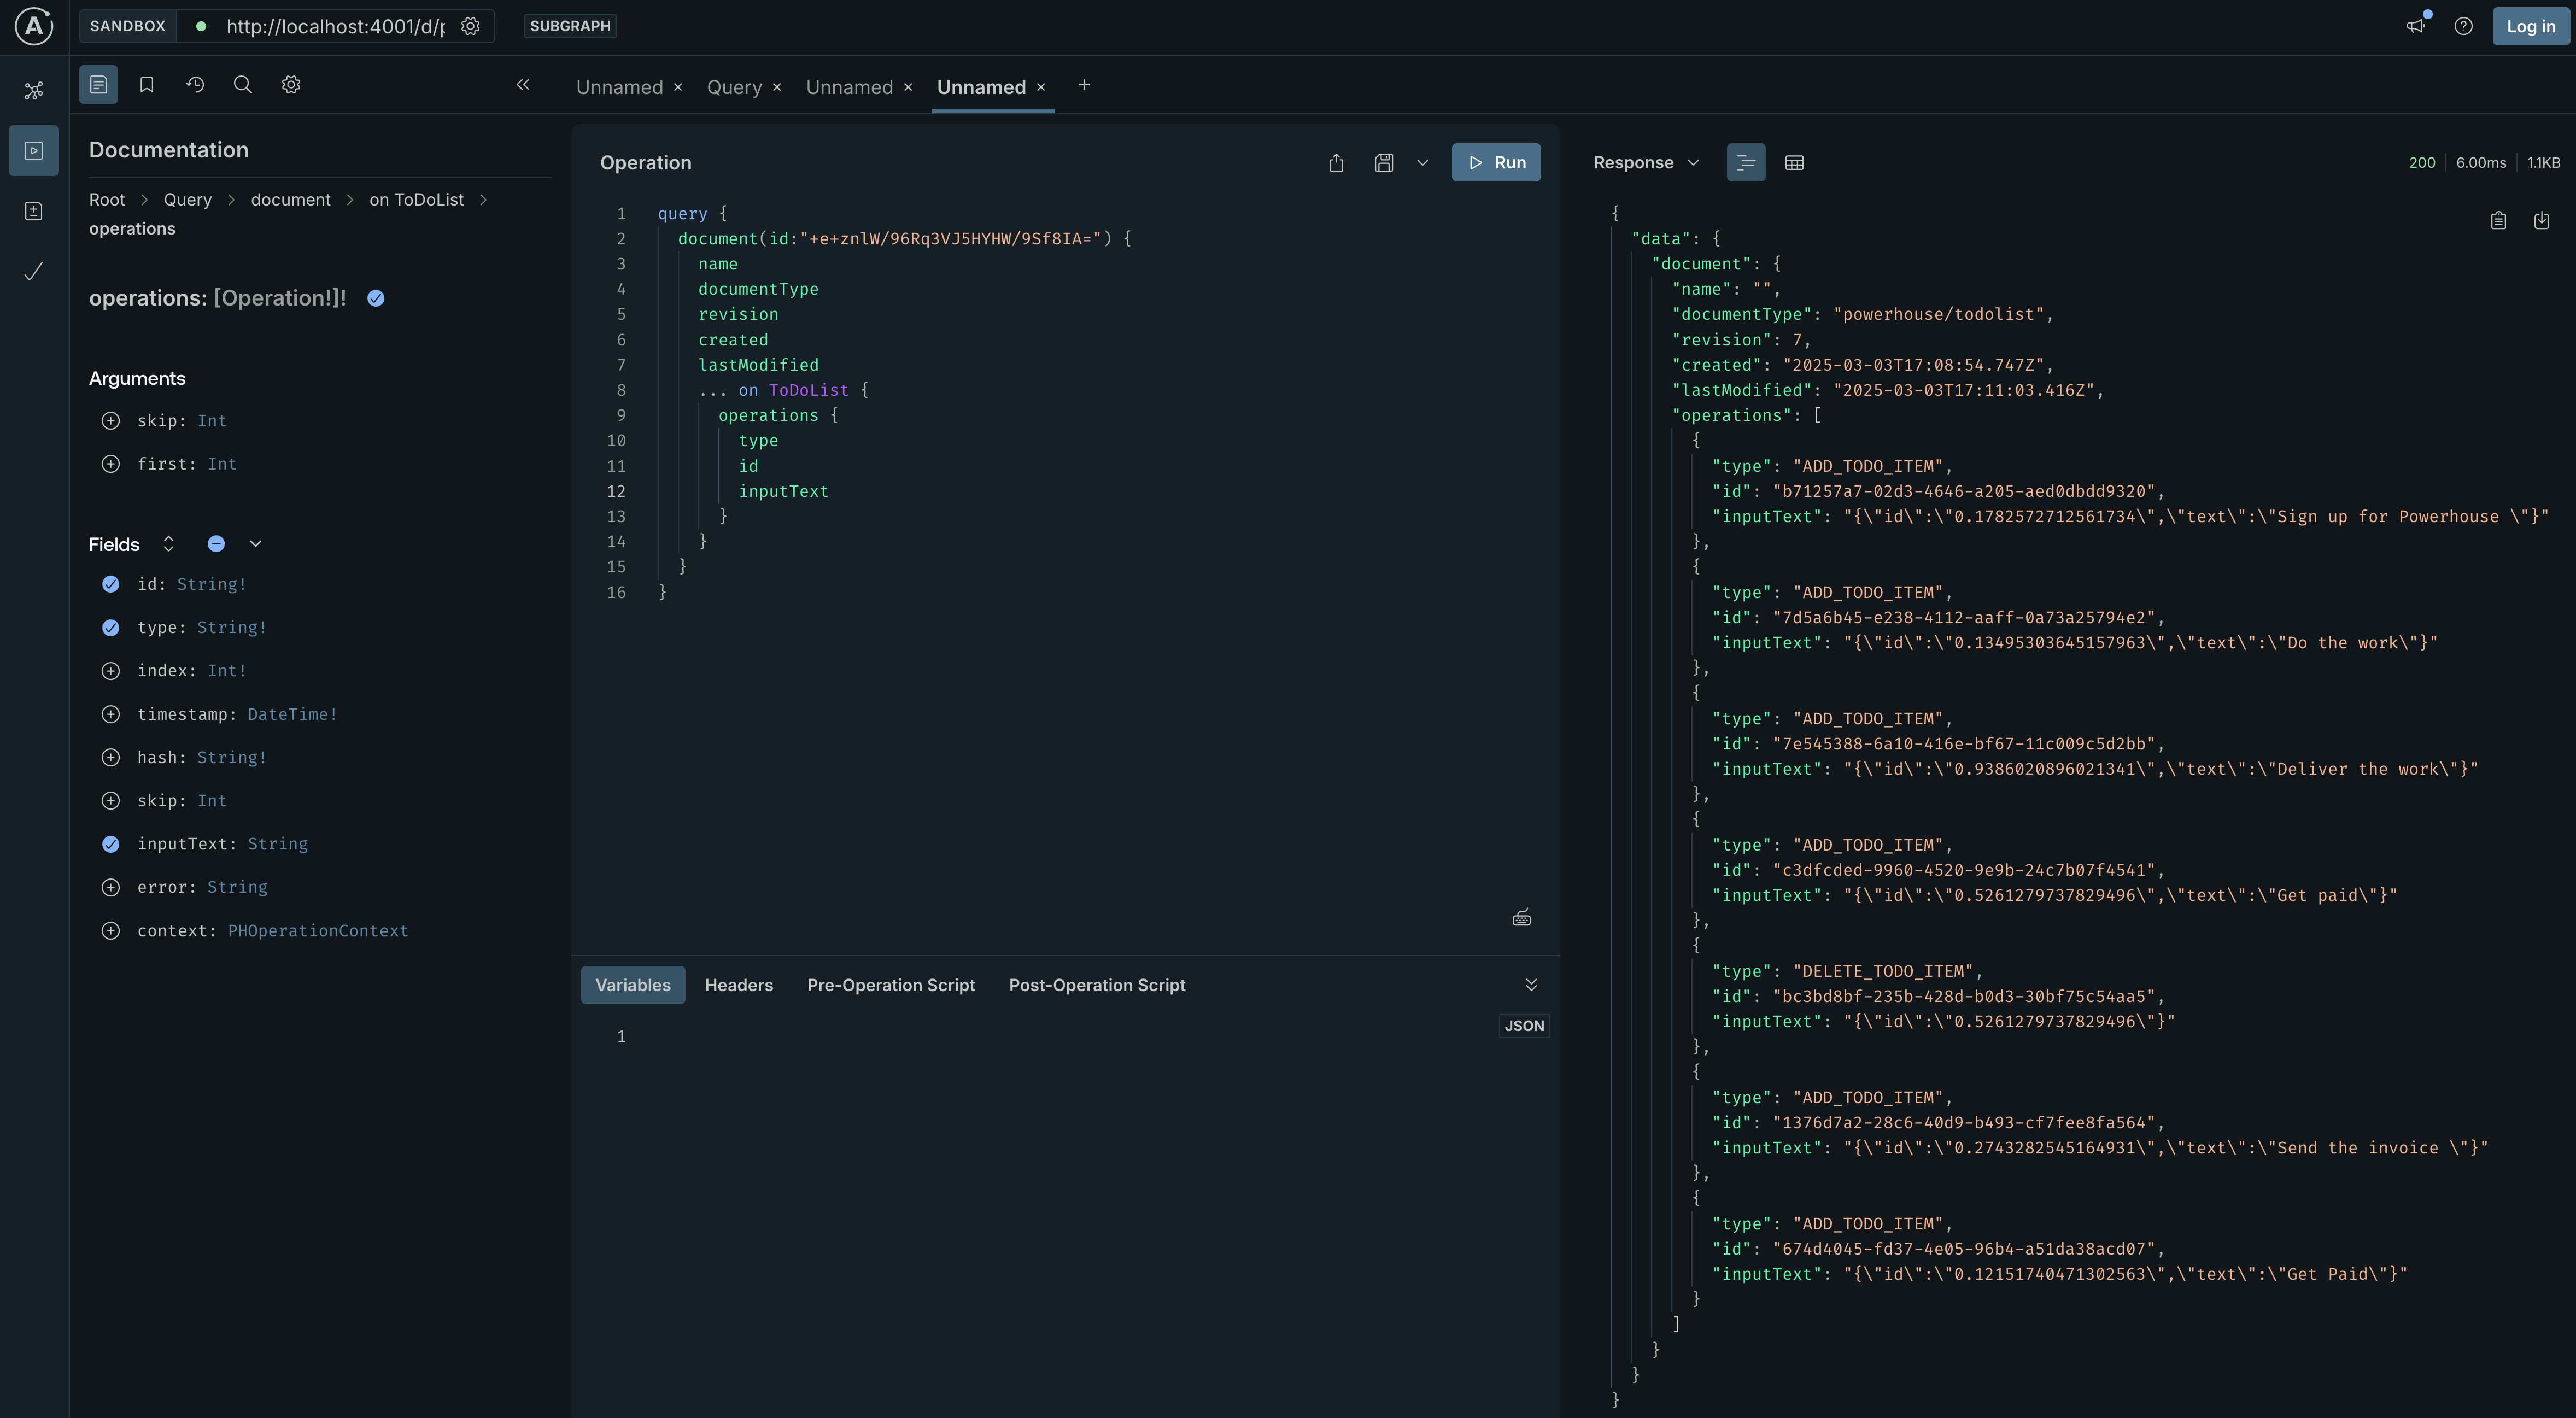 SANDBOX http://localhost:4001/d/p SUBGRAPH Log in
Unnamed Query Unnamed Unnamed
Documentation
Root > Query > document > on ToDoList >
operations
operations: [Operation!]!
Arguments
skip: Int
first: Int
Fields
id: String!
type: String!
index: Int!
timestamp: DateTime!
hash: String!
skip: Int
inputText: String
error: String
context: PHOperationContext
Operation
Run
1 query {
2 document(id:"+e+znlW/96Rq3VJ5HYHW/9Sf8IA=") {
3 name
4 documentType
5 revision
6 created
7 lastModified
8 ... on ToDoList {
9 operations {
10 type
11 id
12 inputText
13 }
14 }
15 }
16 }
Variables Headers Pre-Operation Script Post-Operation Script
JSON
1
Response 200 6.00ms 1.1KB
{
"data": {
"document": {
"name": "",
"documentType": "powerhouse/todolist",
"revision": 7,
"created": "2025-03-03T17:08:54.747Z",
"lastModified": "2025-03-03T17:11:03.416Z",
"operations": [
{
"type": "ADD_TODO_ITEM",
"id": "b71257a7-02d3-4646-a205-aed0dbdd9320",
"inputText": "{\"id\":\"0.1782572712561734\",\"text\":\"Sign up for Powerhouse \"}"
},
{
"type": "ADD_TODO_ITEM",
"id": "7d5a6b45-e238-4112-aaff-0a73a25794e2",
"inputText": "{\"id\":\"0.13495303645157963\",\"text\":\"Do the work\"}"
},
{
"type": "ADD_TODO_ITEM",
"id": "7e545388-6a10-416e-bf67-11c009c5d2bb",
"inputText": "{\"id\":\"0.9386020896021341\",\"text\":\"Deliver the work\"}"
},
{
"type": "ADD_TODO_ITEM",
"id": "c3dfcded-9960-4520-9e9b-24c7b07f4541",
"inputText": "{\"id\":\"0.5261279737829496\",\"text\":\"Get paid\"}"
},
{
"type": "DELETE_TODO_ITEM",
"id": "bc3bd8bf-235b-428d-b0d3-30bf75c54aa5",
"inputText": "{\"id\":\"0.5261279737829496\"}"
},
{
"type": "ADD_TODO_ITEM",
"id": "1376d7a2-28c6-40d9-b493-cf7fee8fa564",
"inputText": "{\"id\":\"0.2743282545164931\",\"text\":\"Send the invoice \"}"
},
{
"type": "ADD_TODO_ITEM",
"id": "674d4045-fd37-4e05-96b4-a51da38acd07",
"inputText": "{\"id\":\"0.12151740471302563\",\"text\":\"Get Paid\"}"
}
]
}
}
}